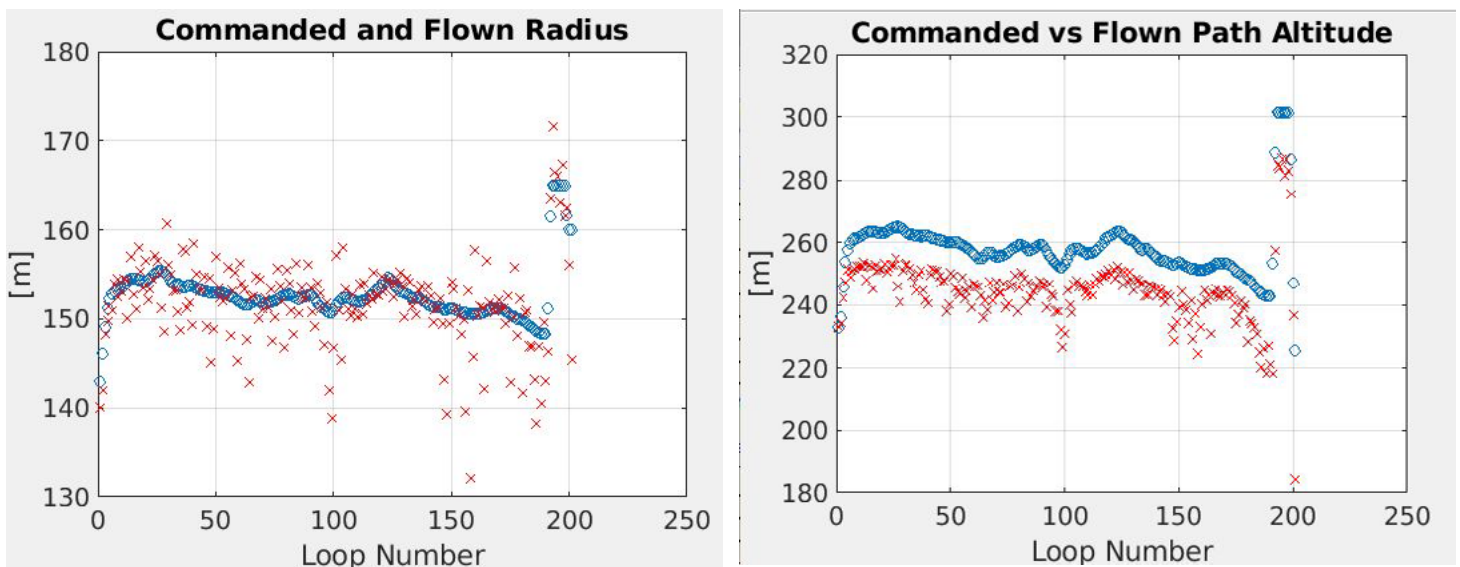 Commanded and Flown Radius
180
170
160
150
140
130
[m]
0 50 100 150 200 250
Loop Number
Commanded vs Flown Path Altitude
320
300
280
260
240
220
200
180
[m]
0 50 100 150 200 250
Loop Number